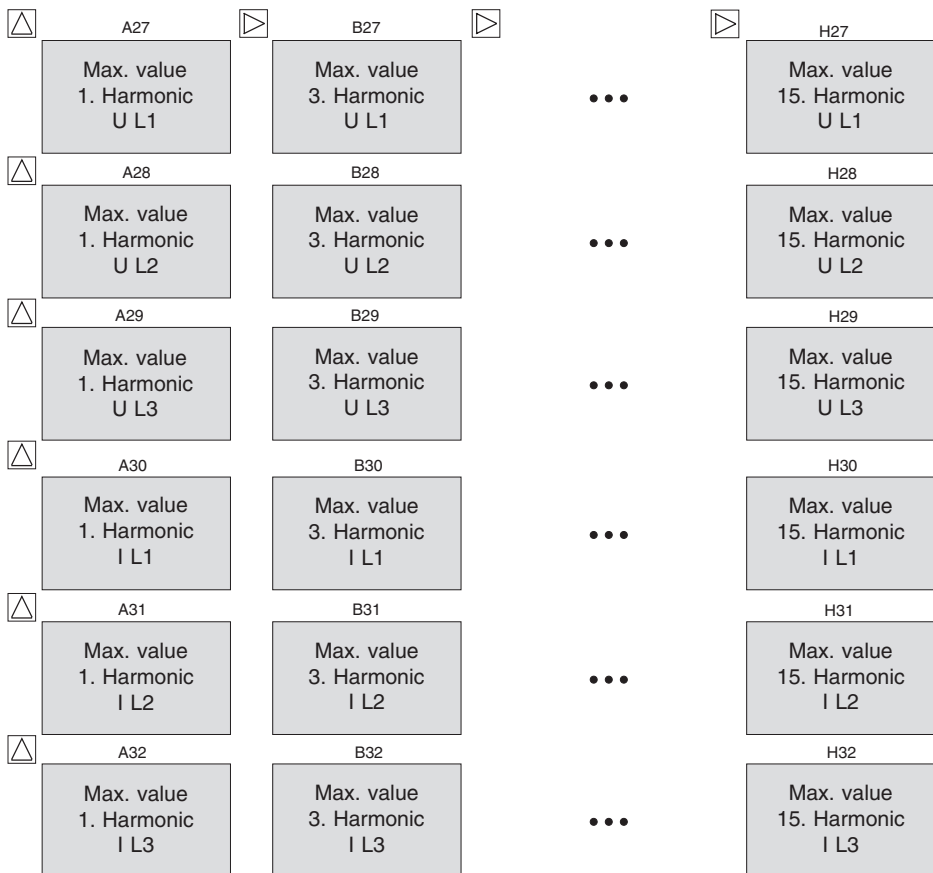 A27 B27 H27
Max. value Max. value Max. value
1. Harmonic 3. Harmonic ••• 15. Harmonic
U L1 U L1 U L1
A28 B28 H28
Max. value Max. value Max. value
1. Harmonic 3. Harmonic ••• 15. Harmonic
U L2 U L2 U L2
A29 B29 H29
Max. value Max. value Max. value
1. Harmonic 3. Harmonic ••• 15. Harmonic
U L3 U L3 U L3
A30 B30 H30
Max. value Max. value Max. value
1. Harmonic 3. Harmonic ••• 15. Harmonic
I L1 I L1 I L1
A31 B31 H31
Max. value Max. value Max. value
1. Harmonic 3. Harmonic ••• 15. Harmonic
I L2 I L2 I L2
A32 B32 H32
Max. value Max. value Max. value
1. Harmonic 3. Harmonic ••• 15. Harmonic
I L3 I L3 I L3